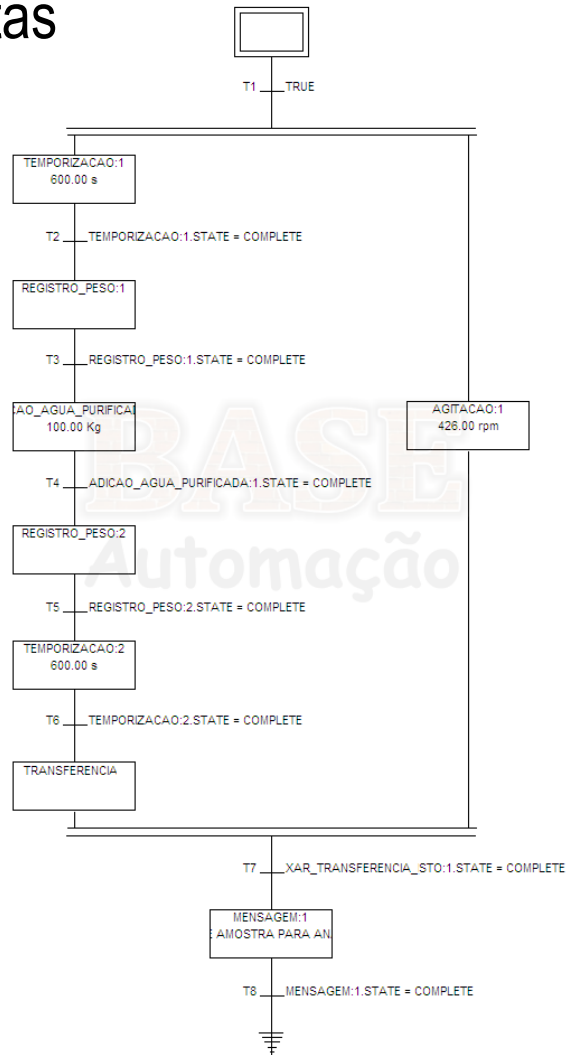 T1 TRUE
TEMPORIZACAO:1
600.00 s
T2 TEMPORIZACAO:1.STATE = COMPLETE
REGISTRO_PESO:1
T3 REGISTRO_PESO:1.STATE = COMPLETE
CAO_AGUA_PURIFICA
100.00 Kg
AGITACAO:1
426.00 rpm
BASE
T4 ADICAO_AGUA_PURIFICADA:1.STATE = COMPLETE
REGISTRO_PESO:2
Automação
T5 REGISTRO_PESO:2.STATE = COMPLETE
TEMPORIZACAO:2
600.00 s
T6 TEMPORIZACAO:2.STATE = COMPLETE
TRANSFERENCIA
T7 XAR_TRANSFERENCIA_STO:1.STATE = COMPLETE
MENSAGEM:1
AMOSTRA PARA AN
T8 MENSAGEM:1.STATE = COMPLETE